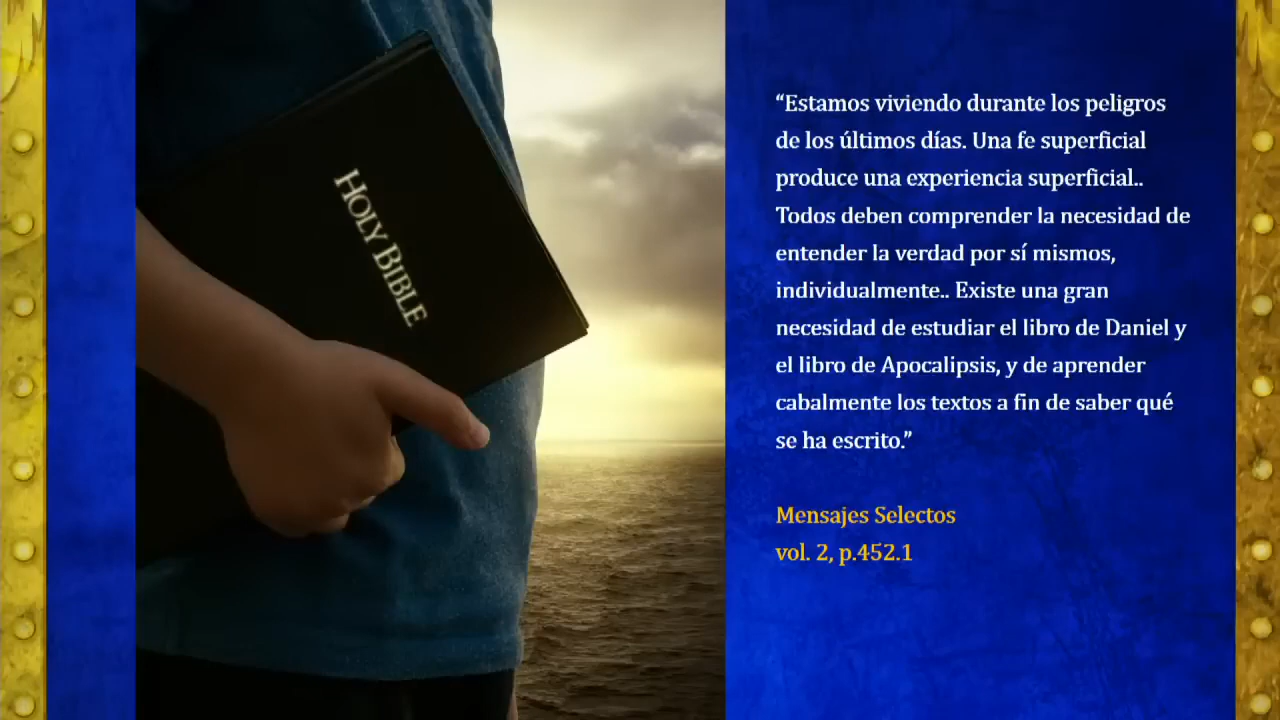 HOLY BIBLE
“Estamos viviendo durante los peligros
de los últimos días. Una fe superficial
produce una experiencia superficial..
Todos deben comprender la necesidad de
entender la verdad por sí mismos,
individualmente.. Existe una gran
necesidad de estudiar el libro de Daniel y
el libro de Apocalipsis, y de aprender
cabalmente los textos a fin de saber qué
se ha escrito.”
Mensajes Selectos
vol. 2, p.452.1